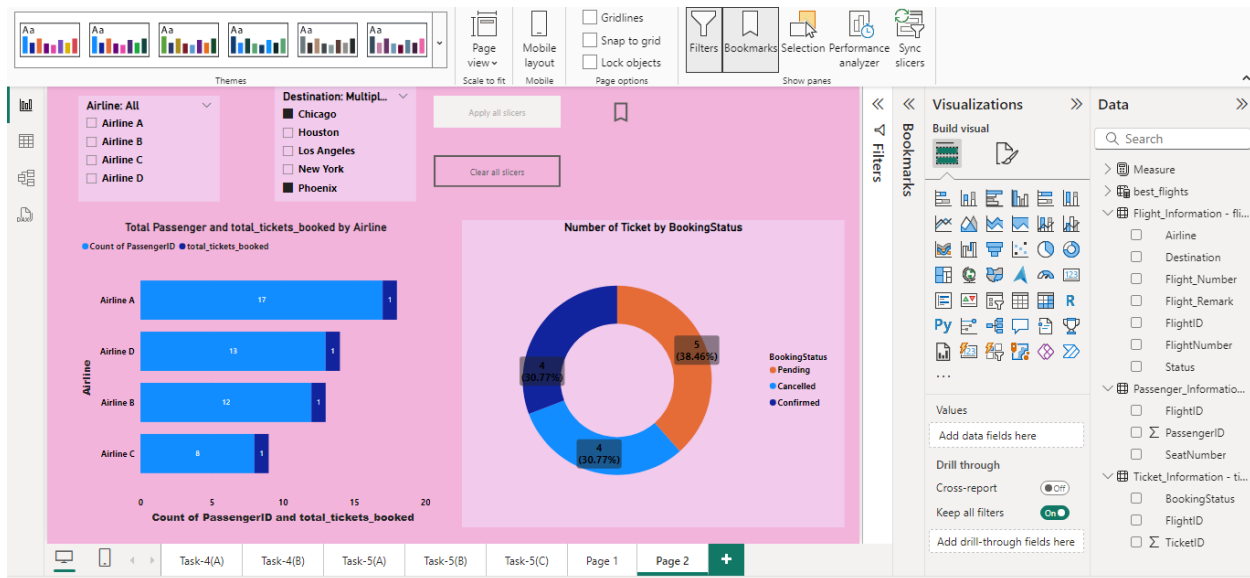 Aa Aa Aa Aa Aa Aa
Themes
Page view
Scale to fit
Mobile layout
Mobile
Gridlines
Snap to grid
Lock objects
Page options
Filters Bookmarks Selection Performance analyzer Sync slicers
Show panes
Airline: All
Airline A
Airline B
Airline C
Airline D
Destination: Multipl...
Chicago
Houston
Los Angeles
New York
Phoenix
Apply all slicers
Clear all slicers
Total Passenger and total_tickets_booked by Airline
Count of PassengerID total_tickets_booked
Airline
Airline A 17 1
Airline D 13 1
Airline B 12 1
Airline C 8 1
0 5 10 15 20
Count of PassengerID and total_tickets_booked
Number of Ticket by BookingStatus
5
(38.46%)
4
(30.77%)
4
(30.77%)
BookingStatus
Pending
Cancelled
Confirmed
Filters
Bookmarks
Visualizations
Build visual
123
R
Py
...
Values
Add data fields here
Drill through
Cross-report Off
Keep all filters On
Add drill-through fields here
Data
Search
Measure
best_flights
Flight_Information - fli...
Airline
Destination
Flight_Number
Flight_Remark
FlightID
FlightNumber
Status
Passenger_Informatio...
FlightID
Σ PassengerID
SeatNumber
Ticket_Information - ti...
BookingStatus
FlightID
Σ TicketID
Task-4(A) Task-4(B) Task-5(A) Task-5(B) Task-5(C) Page 1 Page 2 +